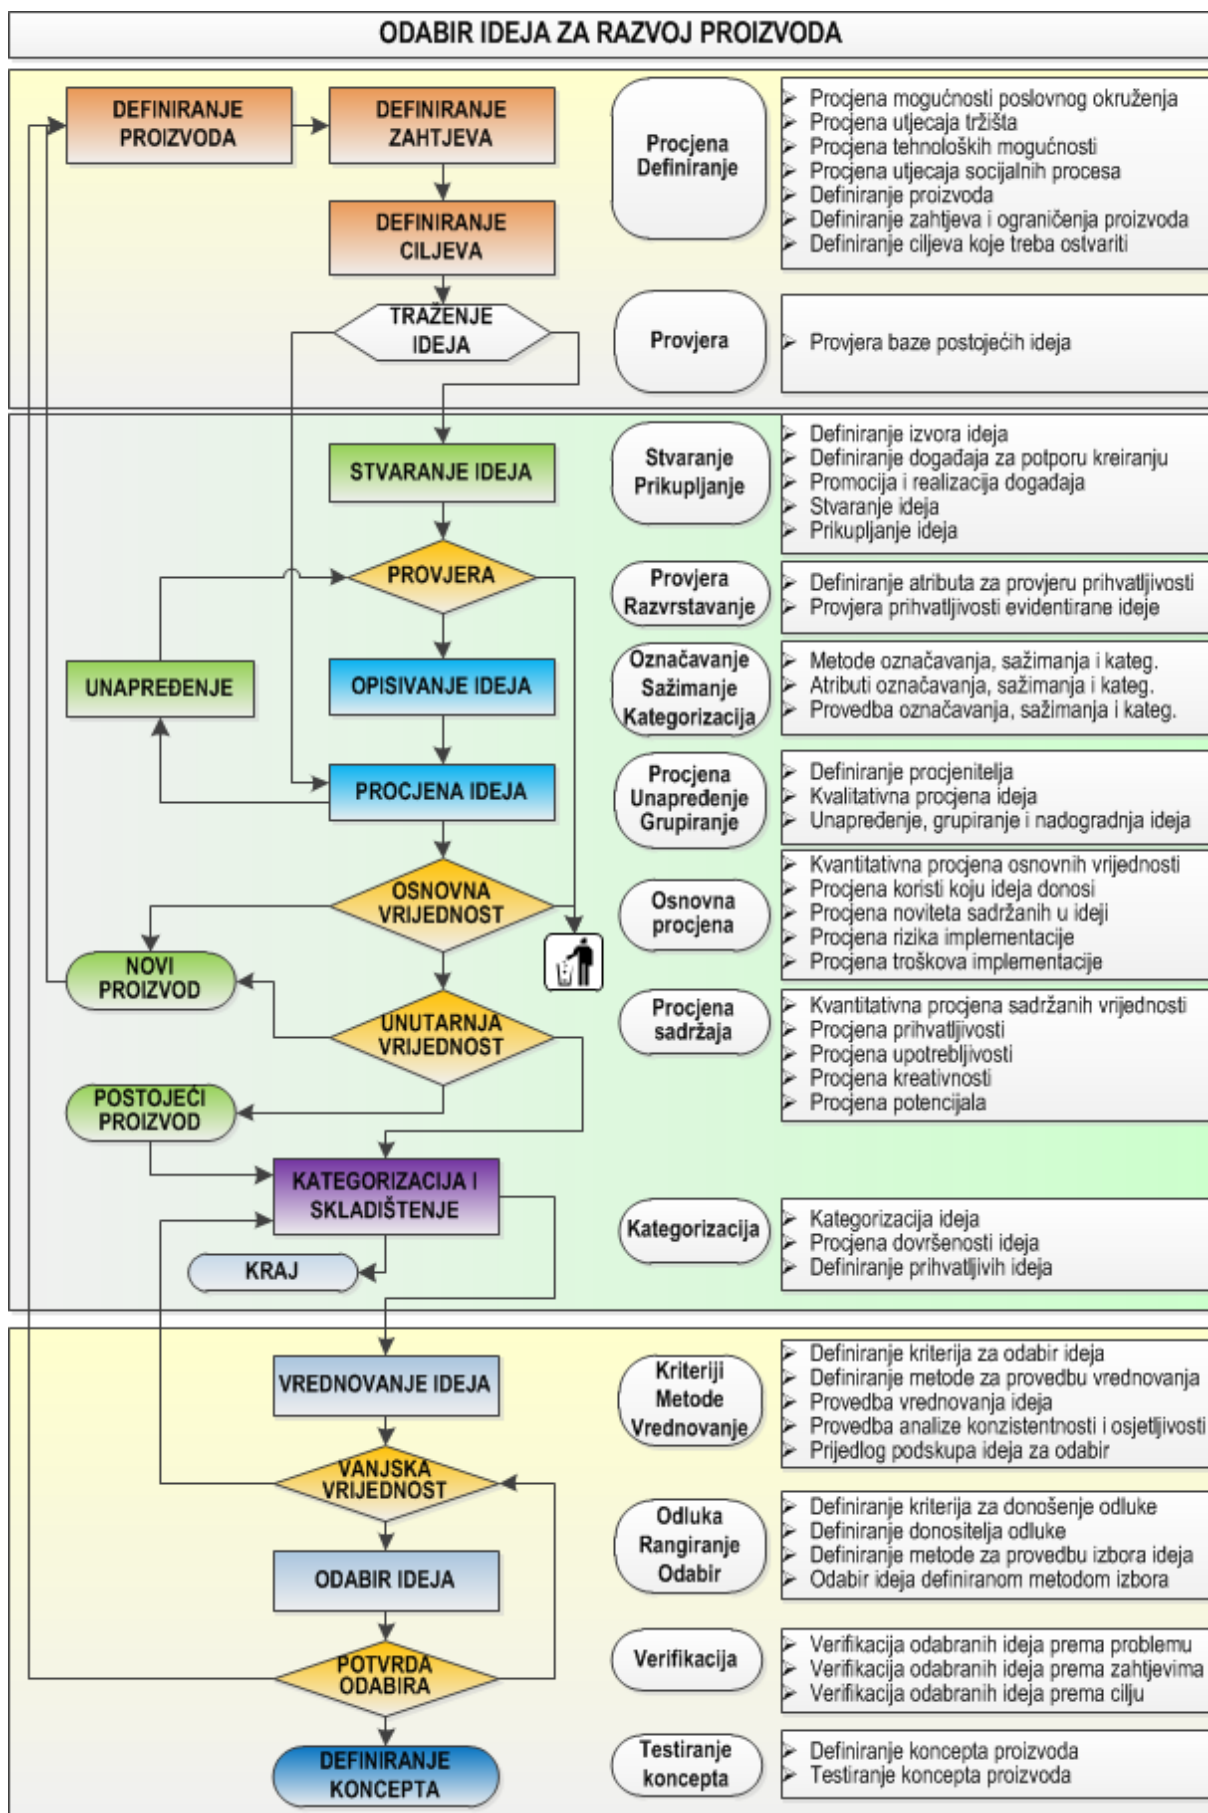 ODABIR IDEJA ZA RAZVOJ PROIZVODA
DEFINIRANJE
PROIZVODA
DEFINIRANJE
ZAHTJEVA
DEFINIRANJE
CILJEVA
Procjena
Definiranje
Procjena mogućnosti poslovnog okruženja
Procjena utjecaja tržišta
Procjena tehnoloških mogućnosti
Procjena utjecaja socijalnih procesa
Definiranje proizvoda
Definiranje zahtjeva i ograničenja proizvoda
Definiranje ciljeva koje treba ostvariti
TRAŽENJE
IDEJA
Provjera
Provjera baze postojećih ideja
STVARANJE IDEJA
Stvaranje
Prikupljanje
Definiranje izvora ideja
Definiranje događaja za potporu kreiranju
Promocija i realizacija događaja
Stvaranje ideja
Prikupljanje ideja
PROVJERA
Provjera
Razvrstavanje
Definiranje atributa za provjeru prihvatljivosti
Provjera prihvatljivosti evidentirane ideje
UNAPREĐENJE
OPISIVANJE IDEJA
Označavanje
Sažimanje
Kategorizacija
Metode označavanja, sažimanja i kateg.
Atributi označavanja, sažimanja i kateg.
Provedba označavanja, sažimanja i kateg.
PROCJENA IDEJA
Procjena
Unapređenje
Grupiranje
Definiranje procjenitelja
Kvalitativna procjena ideja
Unapređenje, grupiranje i nadogradnja ideja
OSNOVNA
VRIJEDNOST
Osnovna
procjena
Kvantitativna procjena osnovnih vrijednosti
Procjena koristi koju ideja donosi
Procjena noviteta sadržanih u ideji
Procjena rizika implementacije
Procjena troškova implementacije
NOVI
PROIZVOD
UNUTARNJA
VRIJEDNOST
Procjena
sadržaja
Kvantitativna procjena sadržanih vrijednosti
Procjena prihvatljivosti
Procjena upotrebljivosti
Procjena kreativnosti
Procjena potencijala
POSTOJEĆI
PROIZVOD
KATEGORIZACIJA I
SKLADIŠTENJE
KRAJ
Kategorizacija
Kategorizacija ideja
Procjena dovršenosti ideja
Definiranje prihvatljivih ideja
VREDNOVANJE IDEJA
Kriteriji
Metode
Vrednovanje
Definiranje kriterija za odabir ideja
Definiranje metode za provedbu vrednovanja
Provedba vrednovanja ideja
Provedba analize konzistentnosti i osjetljivosti
Prijedlog podskupa ideja za odabir
VANJSKA
VRIJEDNOST
ODABIR IDEJA
Odluka
Rangiranje
Odabir
Definiranje kriterija za donošenje odluke
Definiranje donositelja odluke
Definiranje metode za provedbu izbora ideja
Odabir ideja definiranom metodom izbora
POTVRDA
ODABIRA
Verifikacija
Verifikacija odabranih ideja prema problemu
Verifikacija odabranih ideja prema zahtjevima
Verifikacija odabranih ideja prema cilju
DEFINIRANJE
KONCEPTA
Testiranje
koncepta
Definiranje koncepta proizvoda
Testiranje koncepta proizvoda